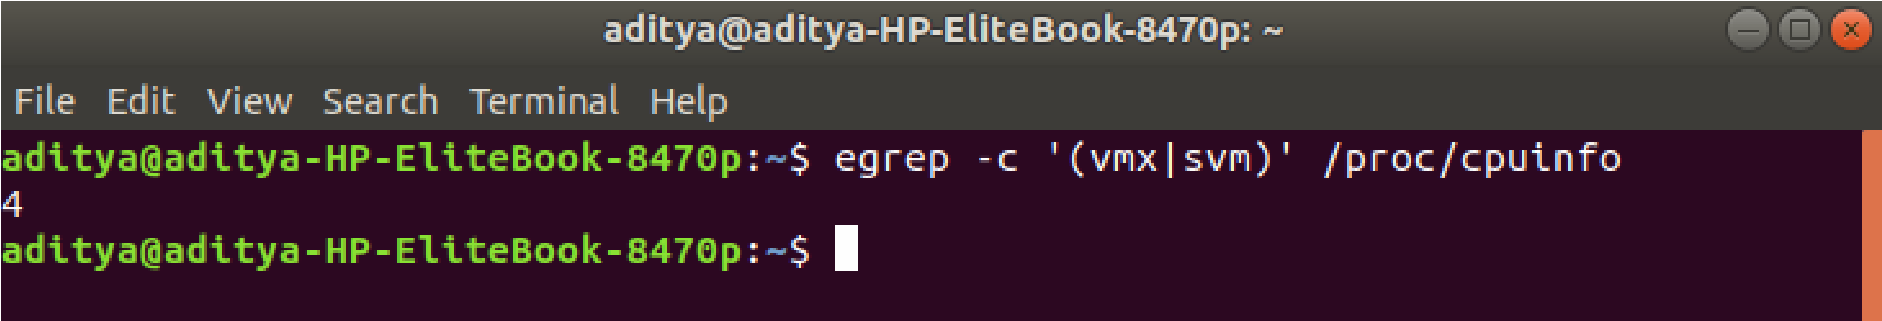 aditya@aditya-HP-EliteBook-8470p: ~
File Edit View Search Terminal Help
aditya@aditya-HP-EliteBook-8470p:~$ egrep -c '(vmx|svm)' /proc/cpuinfo
4
aditya@aditya-HP-EliteBook-8470p:~$